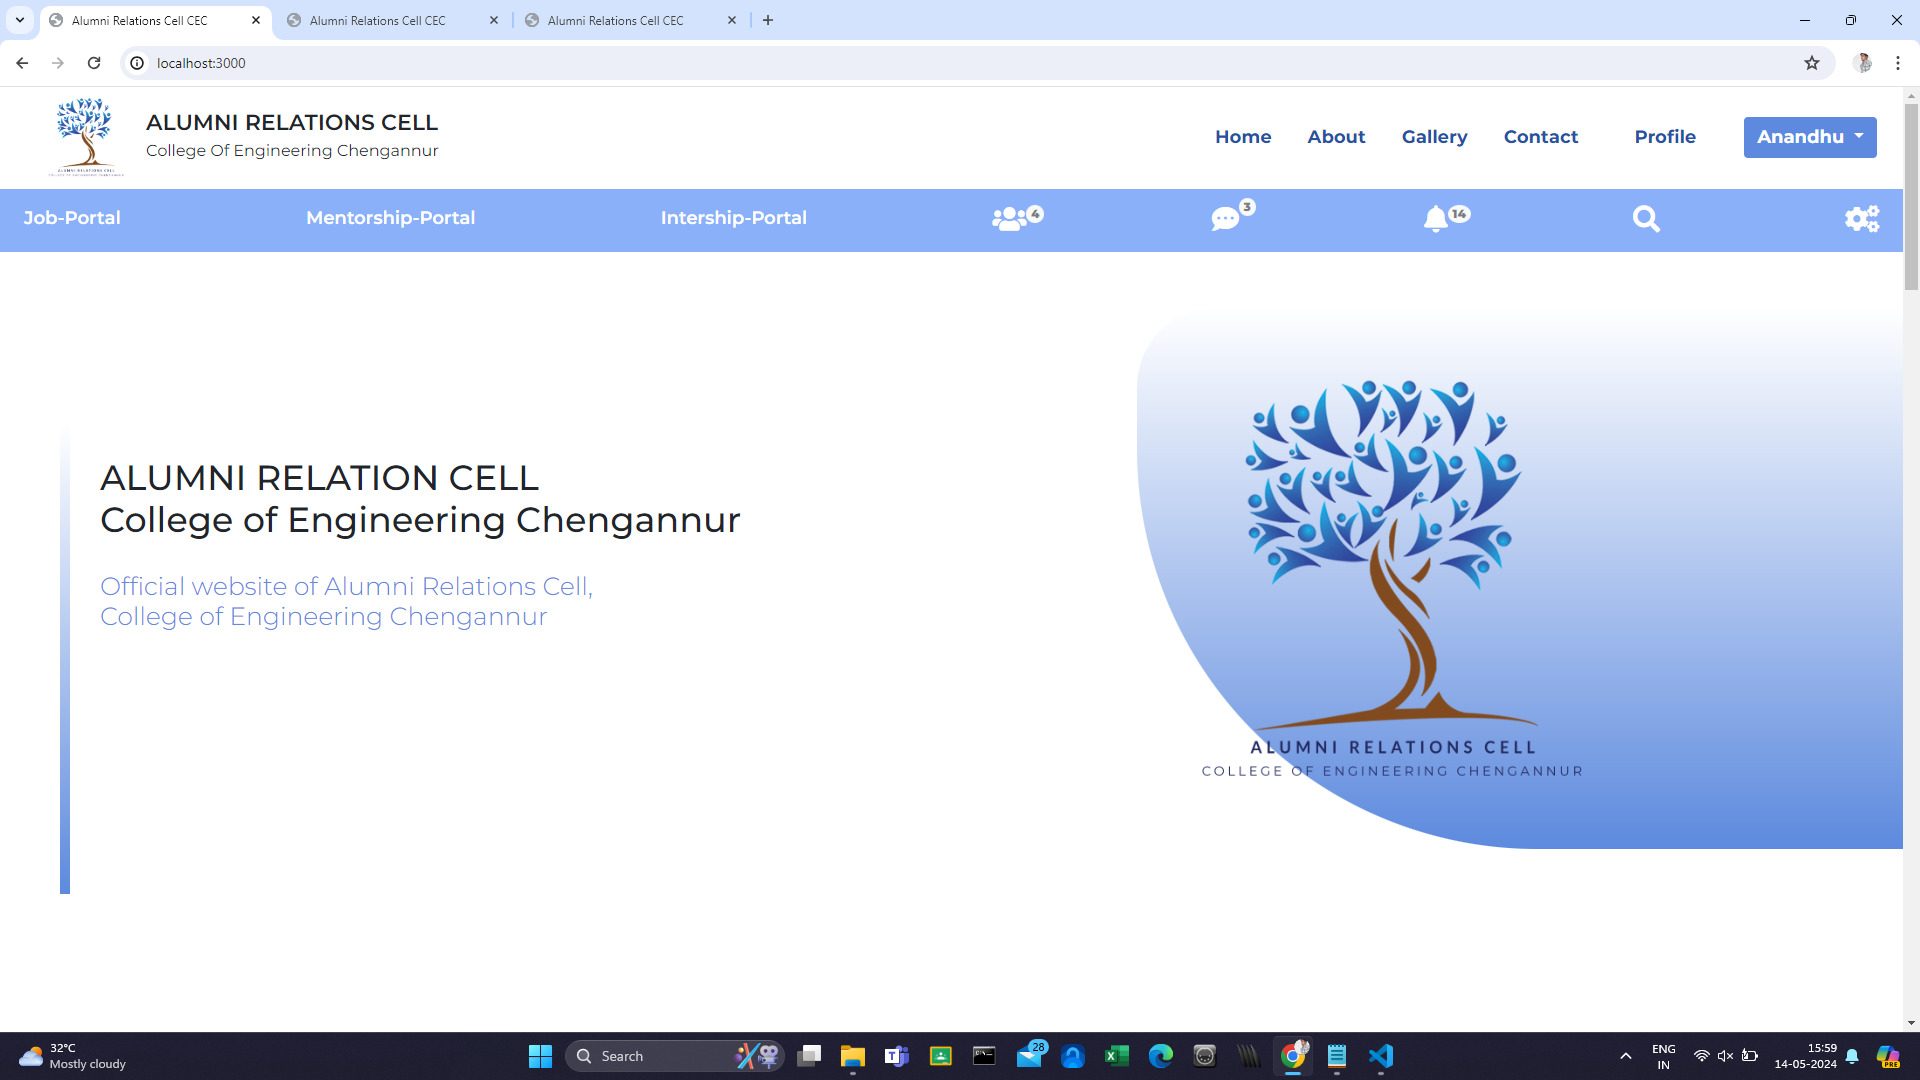 Alumni Relations Cell CEC
Alumni Relations Cell CEC
Alumni Relations Cell CEC
localhost:3000
ALUMNI RELATIONS CELL
College Of Engineering Chengannur
Home
About
Gallery
Contact
Profile
Anandhu
Job-Portal
Mentorship-Portal
Intership-Portal
4
3
14
ALUMNI RELATION CELL
College of Engineering Chengannur
Official website of Alumni Relations Cell,
College of Engineering Chengannur
ALUMNI RELATIONS CELL
COLLEGE OF ENGINEERING CHENGANNUR
32°C
Mostly cloudy
Search
28
ENG
IN
15:59
14-05-2024
PRE